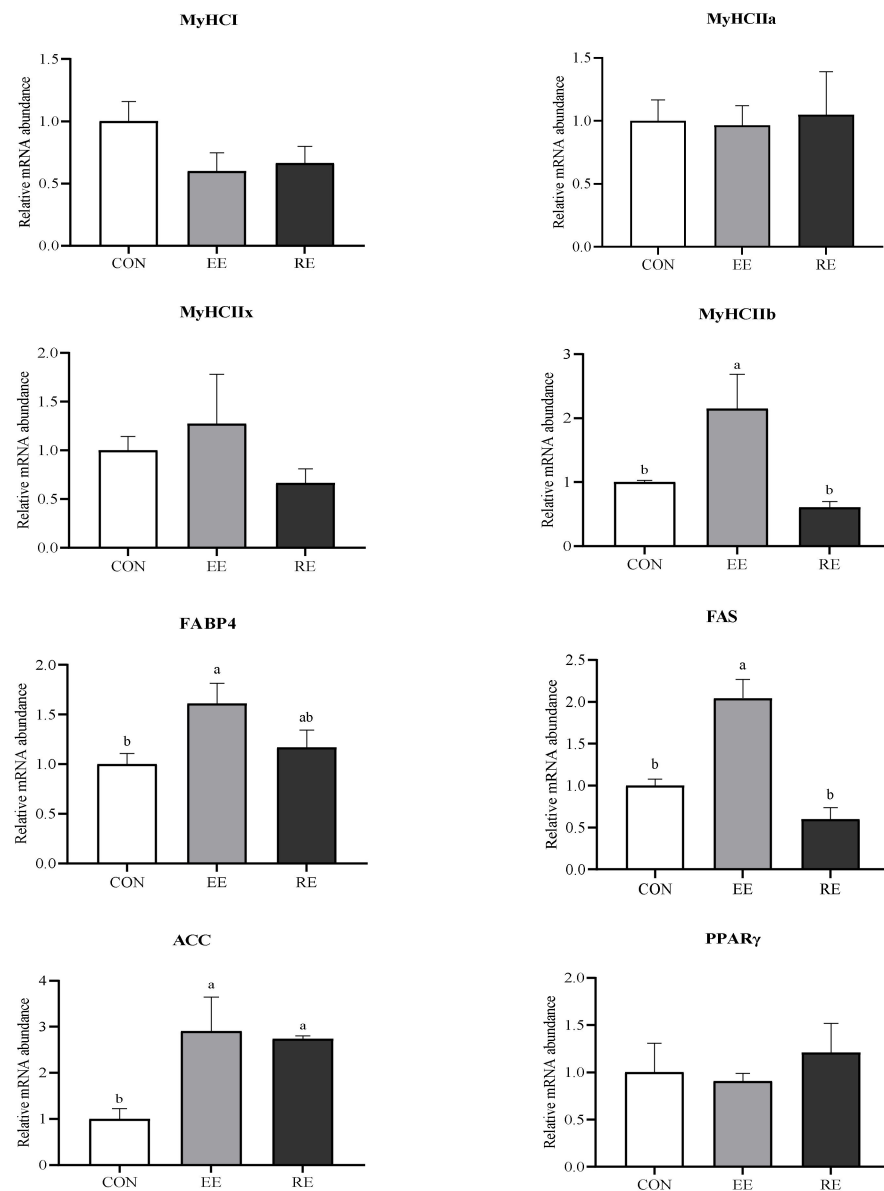 MyHCI
Relative mRNA abundance
1.5
1.0
0.5
0.0
CON EE RE
MyHCIIa
Relative mRNA abundance
1.5
1.0
0.5
0.0
CON EE RE
MyHCIIx
Relative mRNA abundance
2.0
1.5
1.0
0.5
0.0
CON EE RE
MyHCIIb
Relative mRNA abundance
3
2
1
0
b a b
CON EE RE
FABP4
Relative mRNA abundance
2.0
1.5
1.0
0.5
0.0
b a ab
CON EE RE
FAS
Relative mRNA abundance
2.5
2.0
1.5
1.0
0.5
0.0
b a b
CON EE RE
ACC
Relative mRNA abundance
4
3
2
1
0
b a a
CON EE RE
PPARγ
Relative mRNA abundance
2.0
1.5
1.0
0.5
0.0
CON EE RE